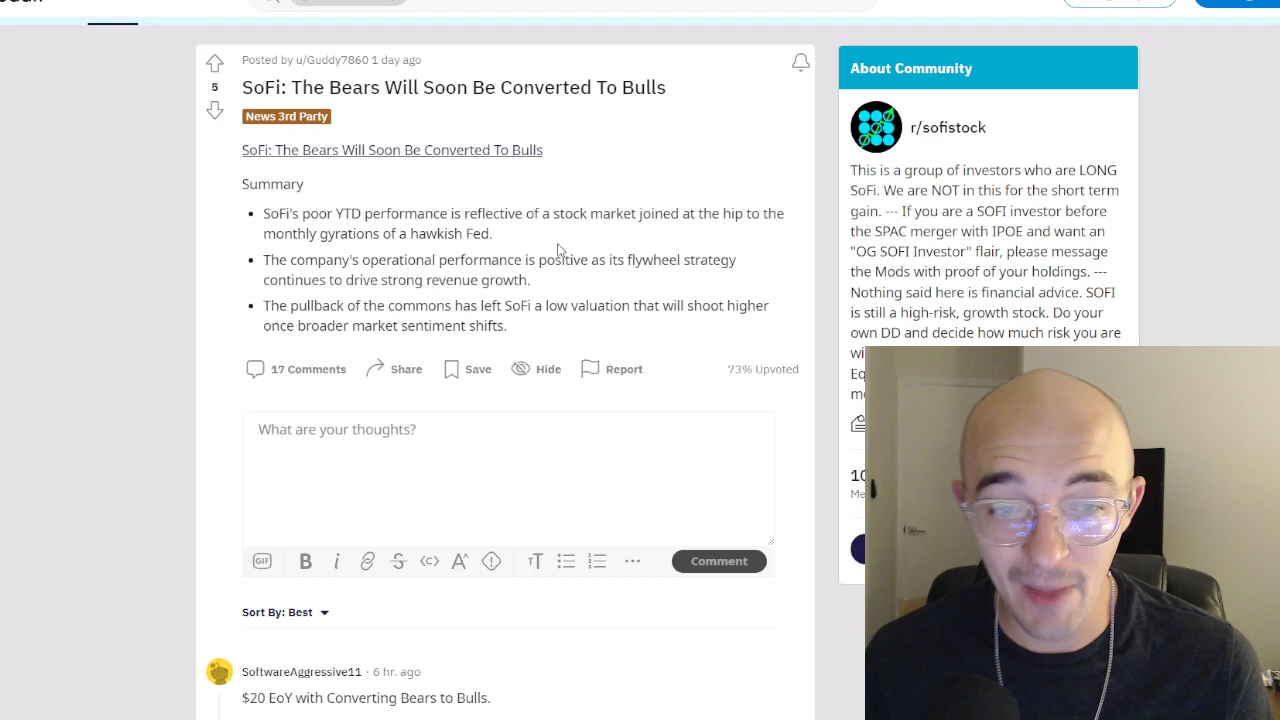 Posted by u/Guddy7860 1 day ago
5
SoFi: The Bears Will Soon Be Converted To Bulls
News 3rd Party
SoFi: The Bears Will Soon Be Converted To Bulls
Summary
• SoFi's poor YTD performance is reflective of a stock market joined at the hip to the
monthly gyrations of a hawkish Fed.
• The company's operational performance is positive as its flywheel strategy
continues to drive strong revenue growth.
• The pullback of the commons has left SoFi a low valuation that will shoot higher
once broader market sentiment shifts.
17 Comments Share Save Hide Report 73% Upvoted
What are your thoughts?
GIF B i A^ T
Comment
Sort By: Best
SoftwareAggressive11 · 6 hr. ago
$20 EoY with Converting Bears to Bulls.
About Community
r/sofistock
This is a group of investors who are LONG
SoFi. We are NOT in this for the short term
gain. --- If you are a SOFI investor before
the SPAC merger with IPOE and want an
"OG SOFI Investor" flair, please message
the Mods with proof of your holdings. ---
Nothing said here is financial advice. SOFI
is still a high-risk, growth stock. Do your
own DD and decide how much risk you are